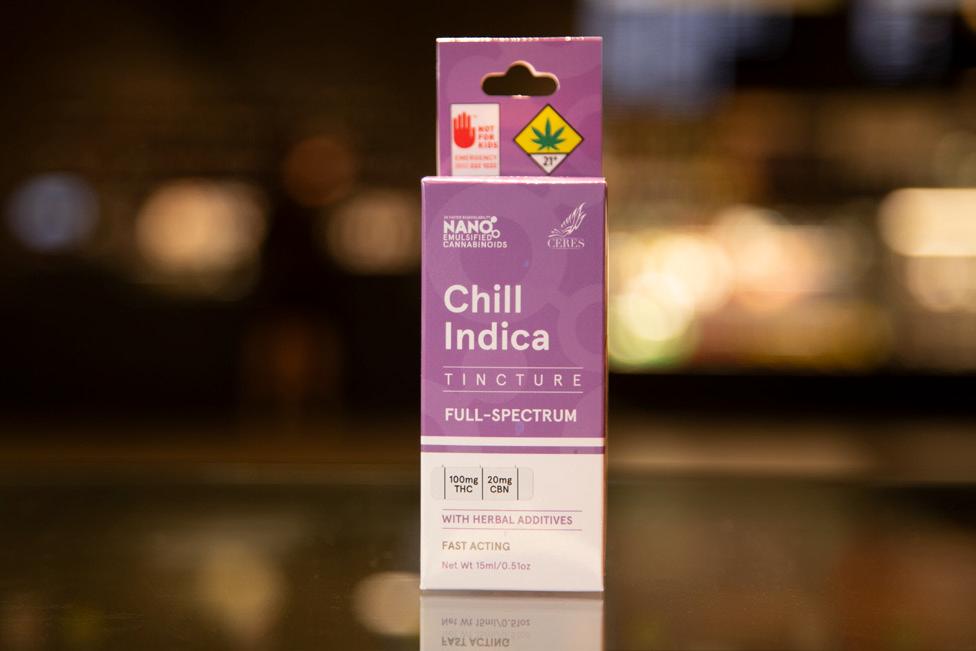 NOT
FOR
KIDS
EMERGENCY
21+
NANO
EMULSIFIED
CANNABINOIDS
CERES
Chill
Indica
TINCTURE
FULL-SPECTRUM
100mg THC
20mg CBN
WITH HERBAL ADDITIVES
FAST ACTING
Net Wt 15ml/0.51oz